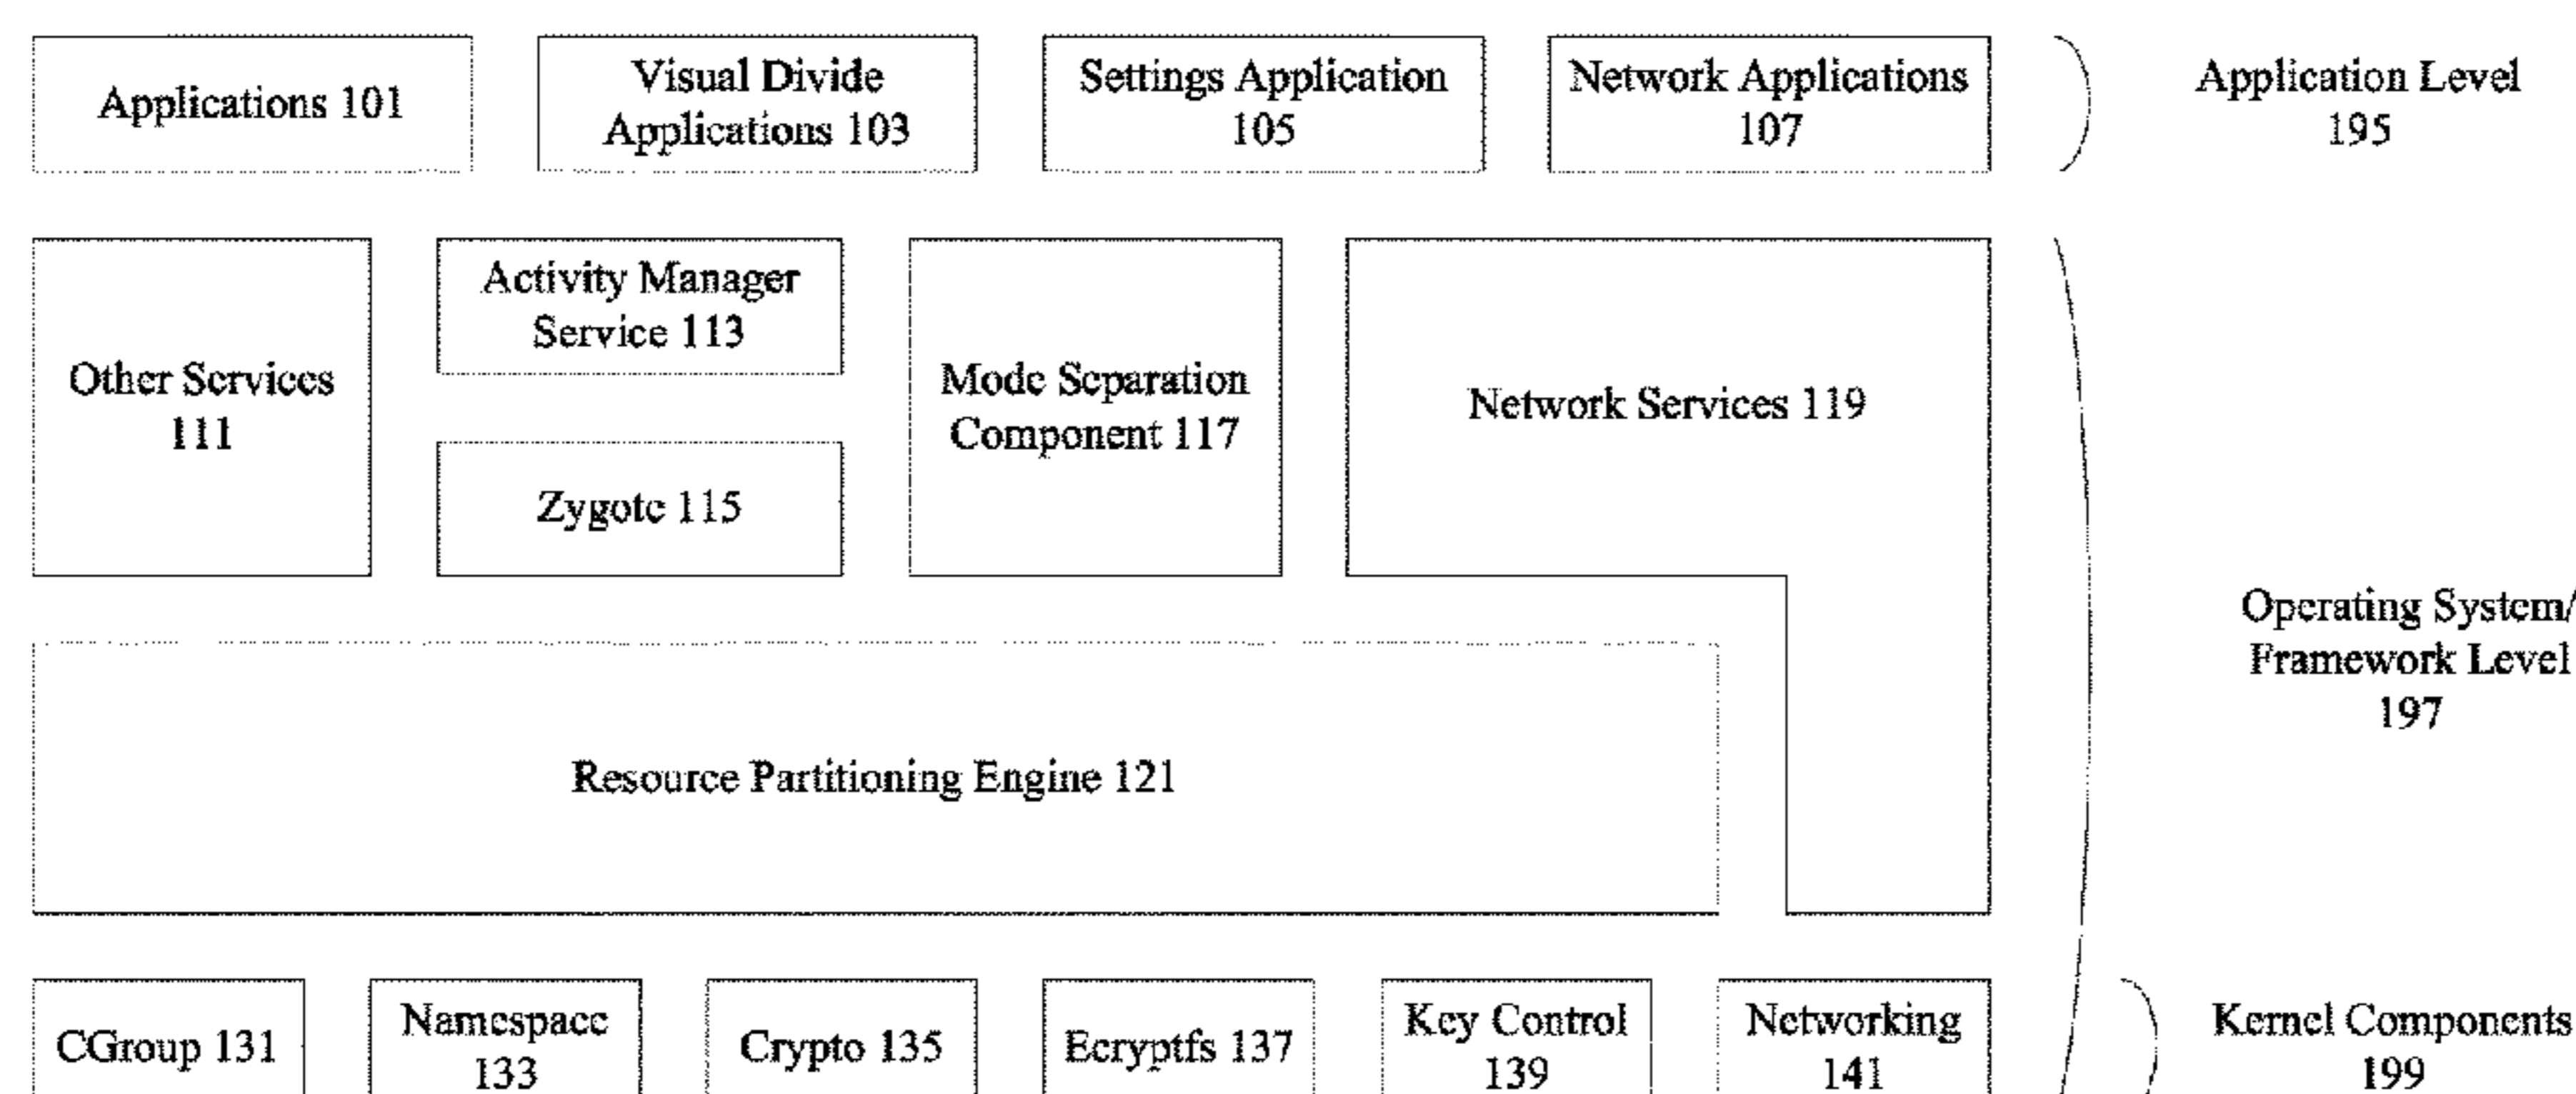 Applications 101
Visual Divide
Applications 103
Settings Application
105
Network Applications
107
Application Level
195
Other Services
111
Activity Manager
Service 113
Zygote 115
Mode Separation
Component 117
Network Services 119
Resource Partitioning Engine 121
Operating System/
Framework Level
197
CGroup 131
Namespace
133
Crypto 135
Ecryptfs 137
Key Control
139
Networking
141
Kernel Components
199